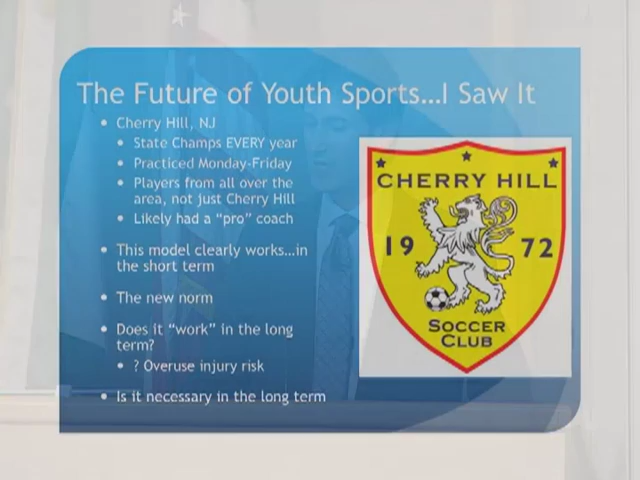 The Future of Youth Sports...I Saw It
• Cherry Hill, NJ
• State Champs EVERY year
• Practiced Monday-Friday
• Players from all over the
area, not just Cherry Hill
• Likely had a “pro” coach
• This model clearly works...in
the short term
• The new norm
• Does it “work” in the long
term?
• ? Overuse injury risk
• Is it necessary in the long term
CHERRY HILL
19 72
SOCCER
CLUB